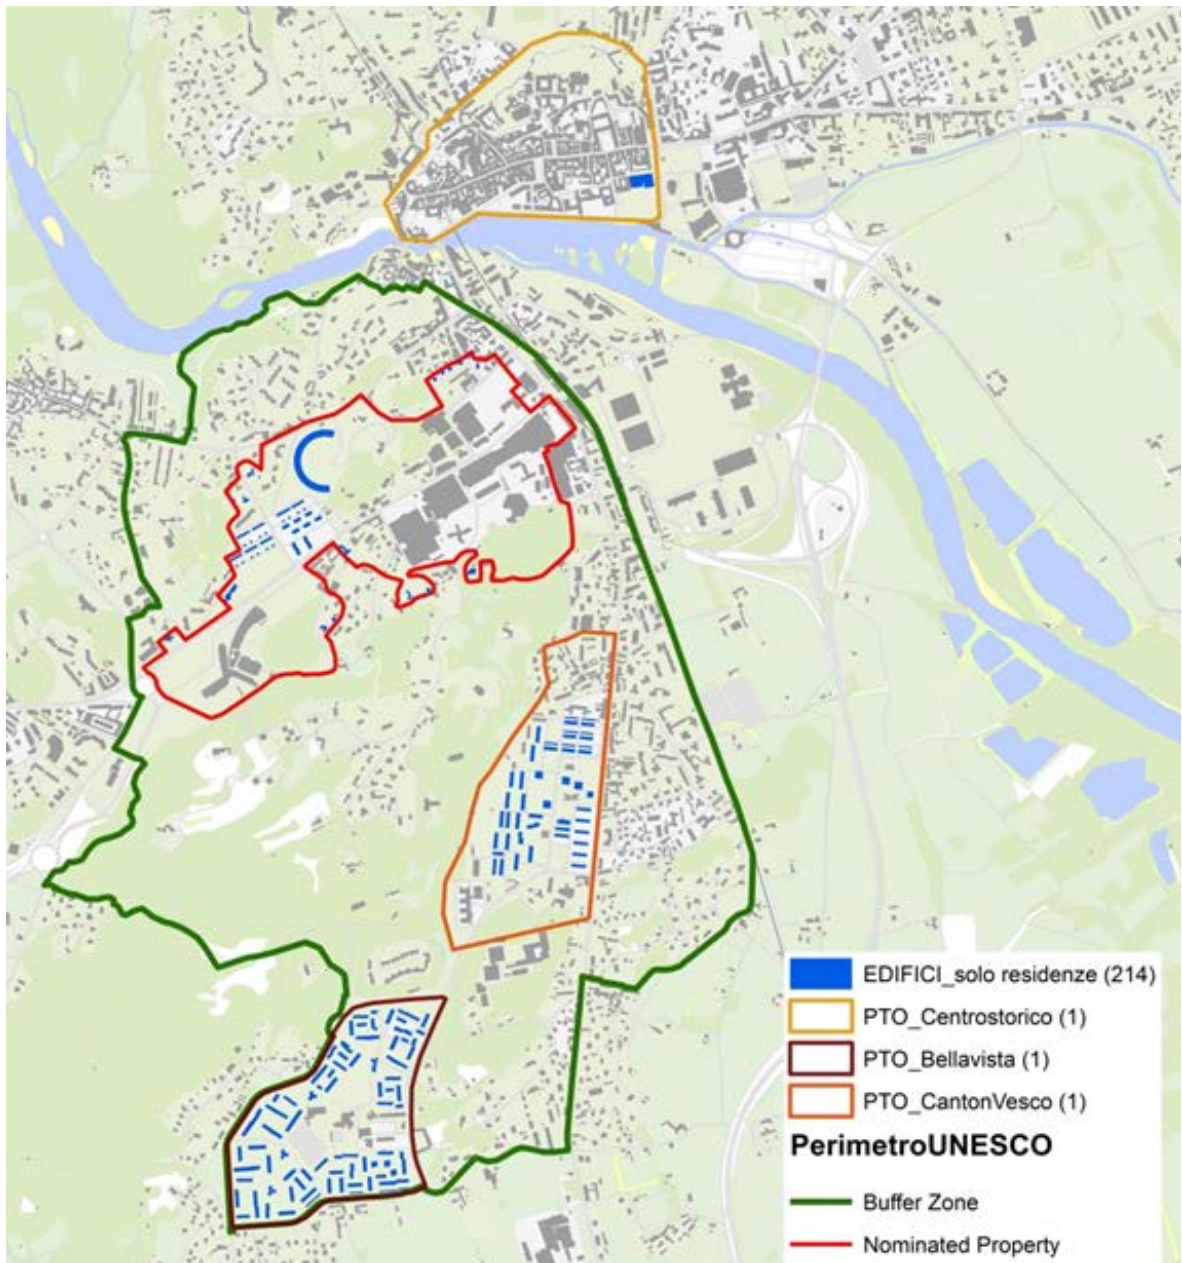 EDIFICI_solo residenze (214)
PTO_Centrostorico (1)
PTO_Bellavista (1)
PTO_CantonVesco (1)
PerimetroUNESCO
Buffer Zone
Nominated Property